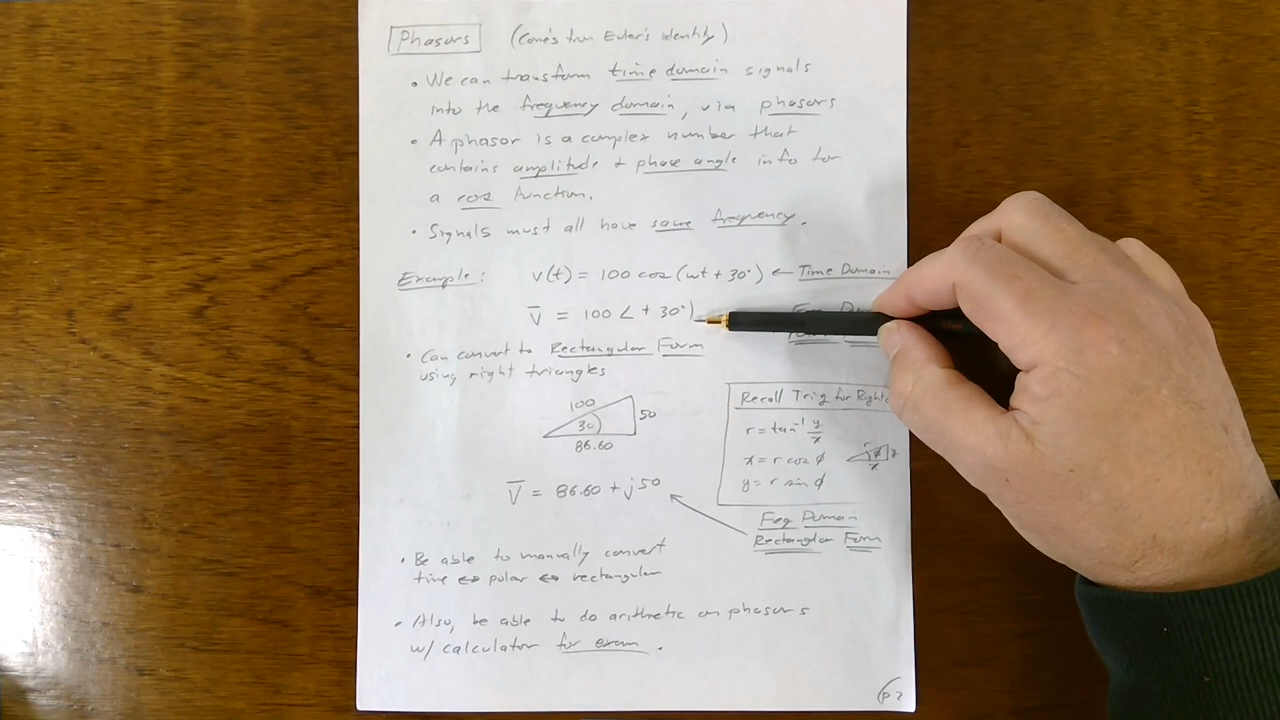 Phasors (Comes from Euler's identity)
• We can transform time domain signals
into the frequency domain, via phasors
• A phasor is a complex number that
contains amplitude + phase angle info for
a cos function.
• Signals must all have same frequency.
Example: v(t) = 100 cos (ωt + 30°) ← Time Domain
V̅ = 100 ∠ + 30°
• Can convert to Rectangular Form
using right triangles
100
30
50
86.60
Recall Trig for Right
r = tan⁻¹ y/x
x = r cos φ
y = r sin φ
r φ y
x
V̅ = 86.60 + j50
Freq Domain
Rectangular Form
• Be able to manually convert
time ↔ polar ↔ rectangular
• Also, be able to do arithmetic on phasors
w/ calculator for exam.
p 2